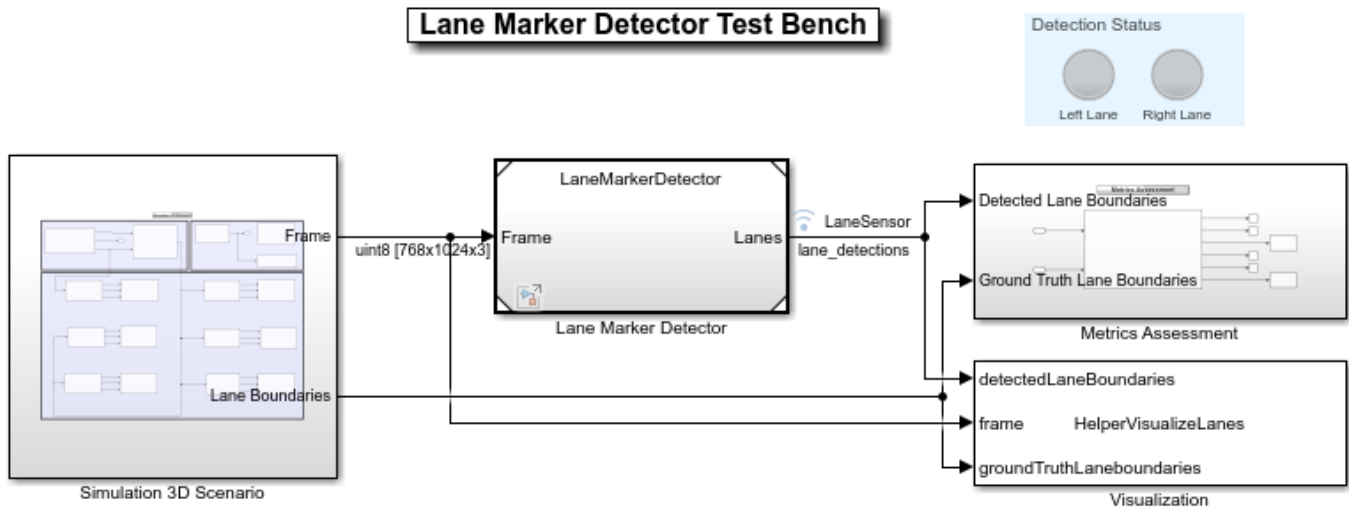 Lane Marker Detector Test Bench
Detection Status
Left Lane
Right Lane
Frame
Lane Boundaries
Simulation 3D Scenario
uint8 [768x1024x3]
LaneMarkerDetector
Frame
Lanes
Lane Marker Detector
LaneSensor
lane_detections
Metrics Assessment
Detected Lane Boundaries
Ground Truth Lane Boundaries
Metrics Assessment
detectedLaneBoundaries
frame
HelperVisualizeLanes
groundTruthLaneboundaries
Visualization